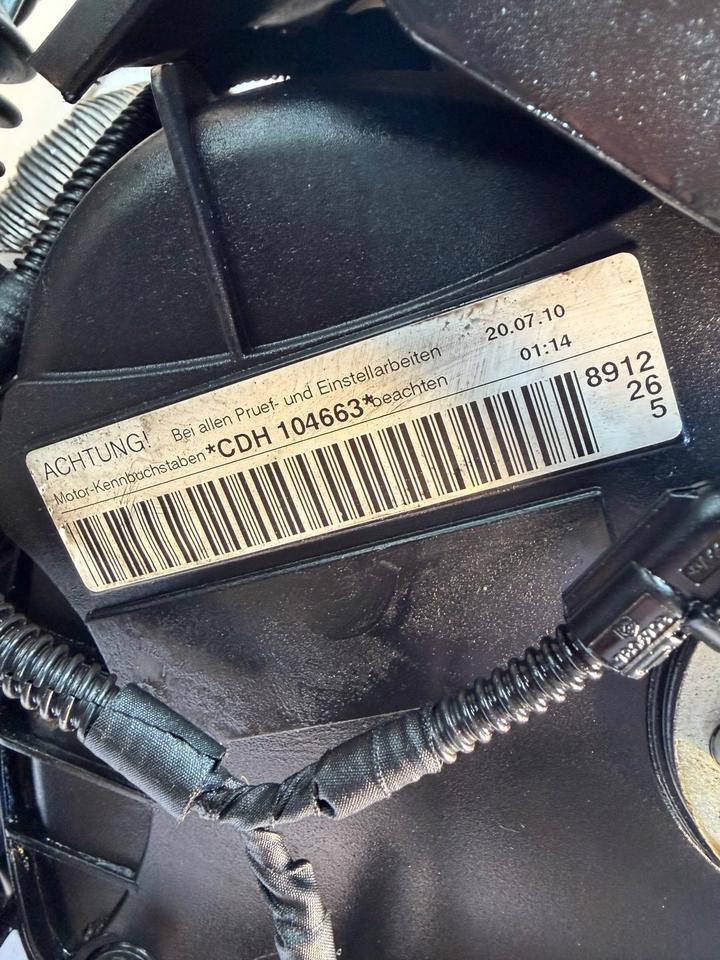 ACHTUNG! Bei allen Pruef- und Einstellarbeiten 20.07.10
Motor-Kennbuchstaben *CDH 104663* beachten 01:14
8912
26
5